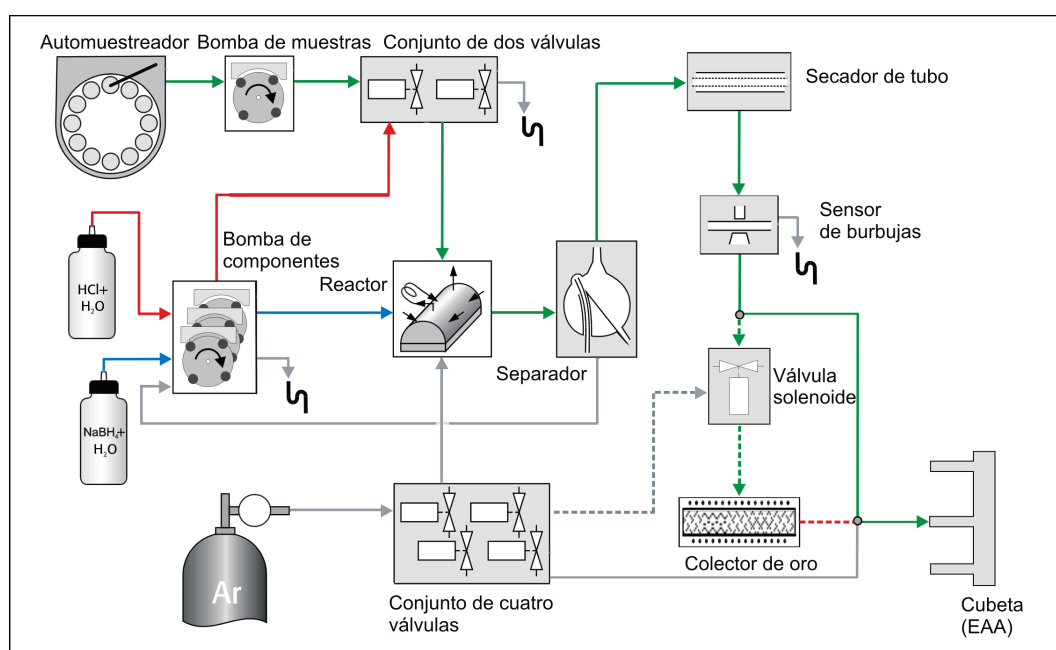 Automuestreador
Bomba de muestras
Conjunto de dos válvulas
Secador de tubo
Sensor
de burbujas
Bomba de
componentes
Reactor
HCl+
H₂O
Separador
Válvula
solenoide
NaBH₄+
H₂O
Colector de oro
Ar
Conjunto de cuatro
válvulas
Cubeta
(EAA)